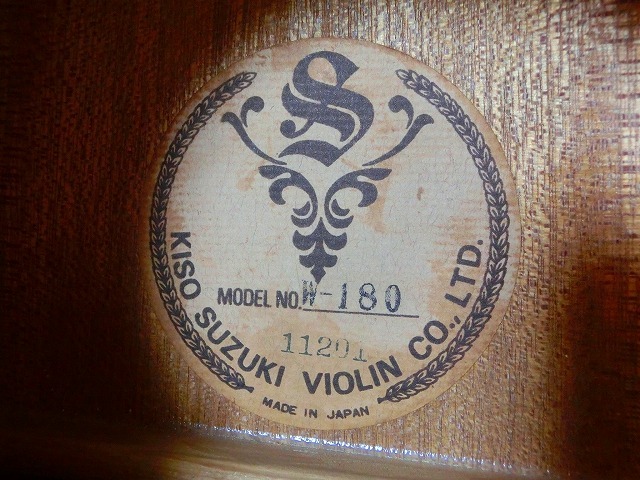 S
MODEL NO. W-180
11201
KISO SUZUKI VIOLIN CO., LTD.
MADE IN JAPAN